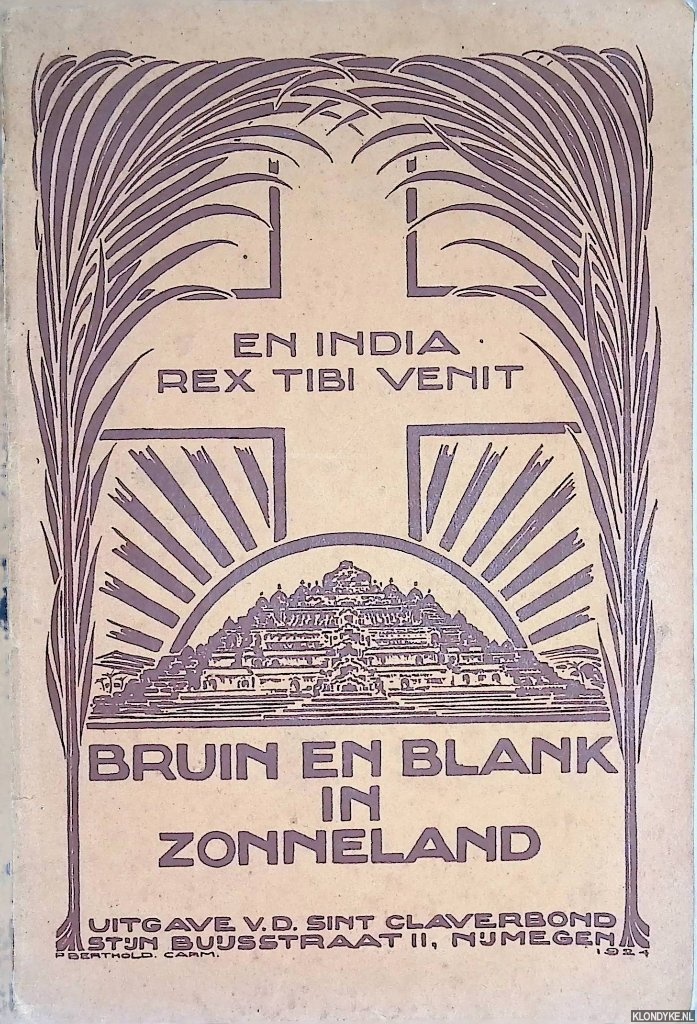 EN INDIA
REX TIBI VENIT
BRUIN EN BLANK
IN
ZONNELAND
UITGAVE V.D. SINT CLAVERBOND
STIJN BUIJSSTRAAT 11, NIJMEGEN
P BERTHOLD. CARM. 1924
KLONDYKE.NL